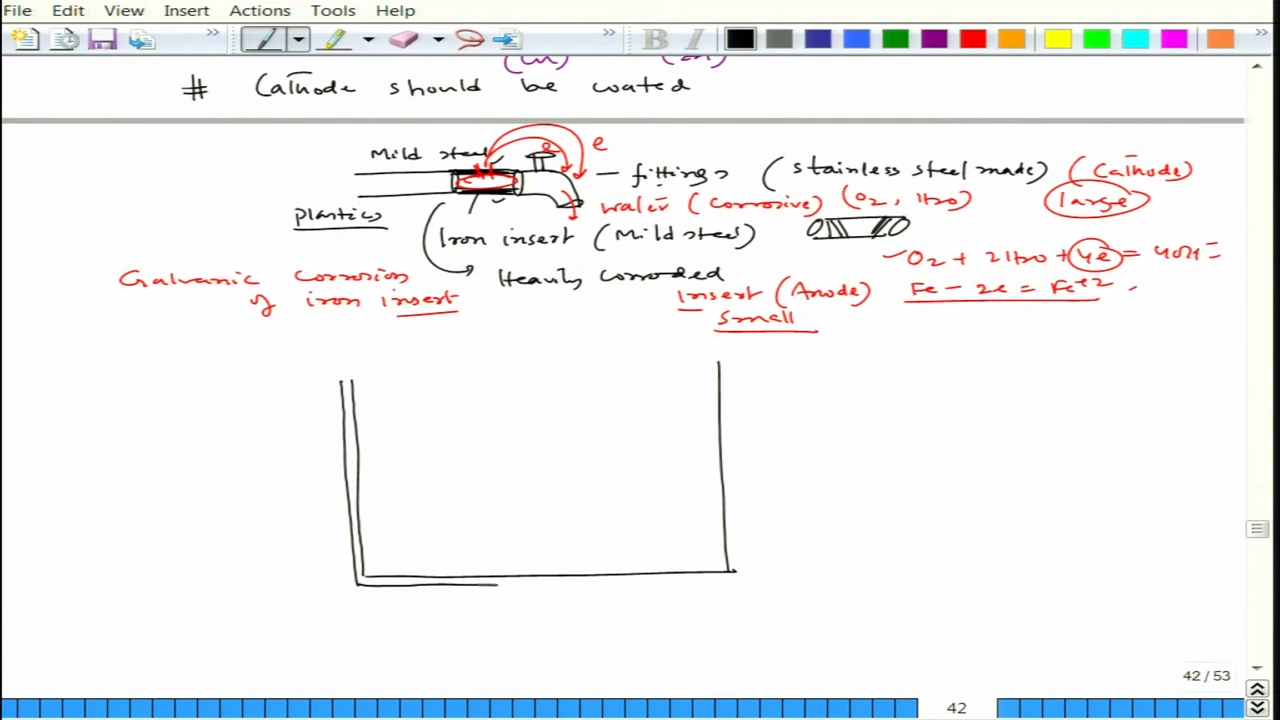 File Edit View Insert Actions Tools Help
B I
(Cu) (Zn)
# Cathode should be coated
Mild steel
e
e
— fittings (stainless steel made) (Cathode)
plastics
water (corrosive) (O2, H2O)
large
Iron insert (Mild steel)
O2 + 2H2O + 4e = 4OH-
Galvanic corrosion
of iron insert
Heavily corroded
Insert (Anode)
small
Fe - 2e = Fe+2
42 / 53
42